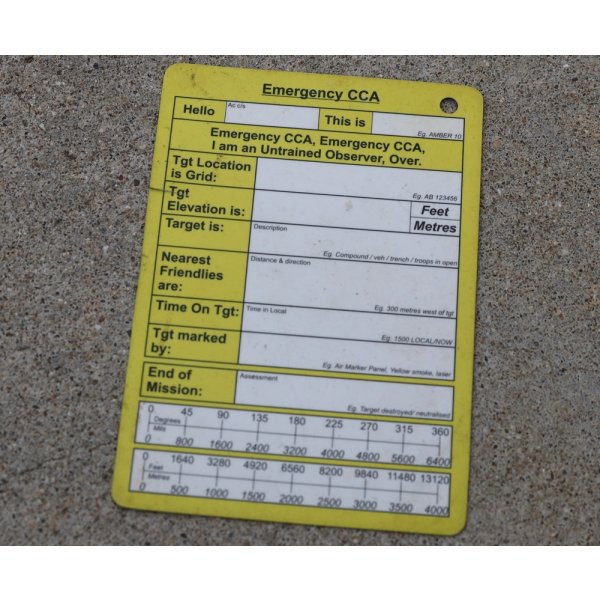 Emergency CCA
Hello Ac c/s This is Eg. AMBER 10
Emergency CCA, Emergency CCA,
I am an Untrained Observer, Over.
Tgt Location
is Grid: Eg. AB 123456
Tgt
Elevation is: Feet
Metres
Target is: Description
Eg. Compound / veh / trench / troops in open
Nearest
Friendlies
are: Distance & direction
Eg. 300 metres west of tgt
Time On Tgt: Time in Local
Eg. 1500 LOCAL/NOW
Tgt marked
by: Eg. Air Marker Panel, Yellow smoke, laser
End of
Mission: Assessment
Eg. Target destroyed/ neutralised
0 45 90 135 180 225 270 315 360
Degrees
Mils
0 800 1600 2400 3200 4000 4800 5600 6400
0 1640 3280 4920 6560 8200 9840 11480 13120
Feet
Metres
0 500 1000 1500 2000 2500 3000 3500 4000